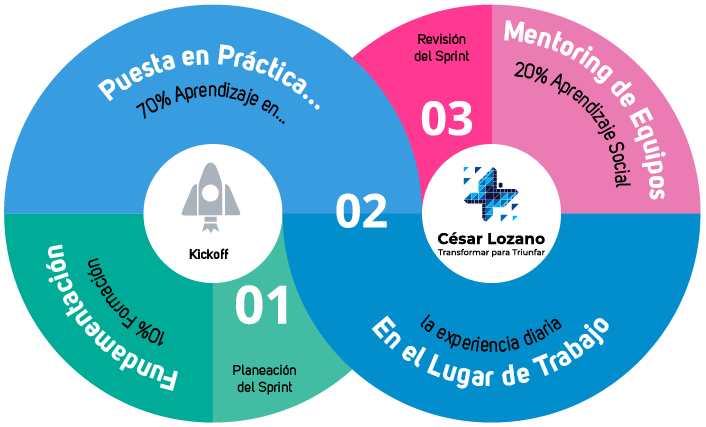 Puesta en Práctica...
70% Aprendizaje en...
Revisión
del Sprint
03
Mentoring de Equipos
20% Aprendizaje Social
Kickoff
02
César Lozano
Transformar para Triunfar
Fundamentación
10% Formación
01
Planeación
del Sprint
la experiencia diaria
En el Lugar de Trabajo